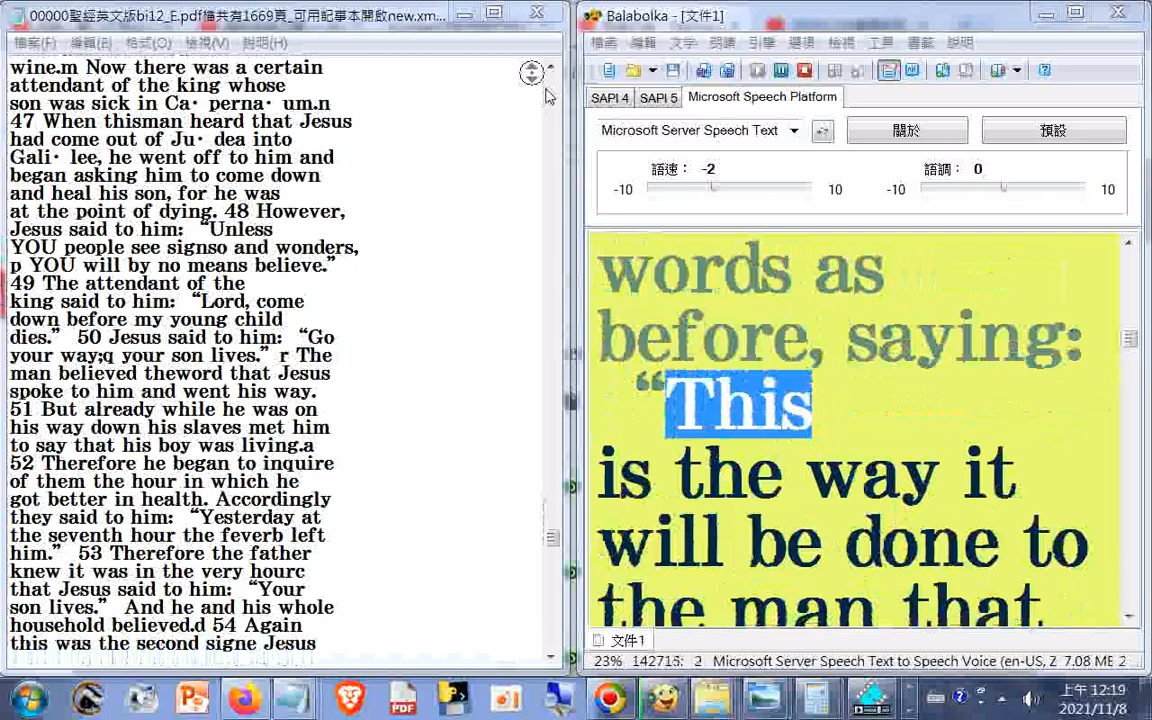 00000聖經英文版bi12_E.pdf檔共有1669頁_可用記事本開啟new.xm...
檔案(F) 編輯(E) 格式(O) 檢視(V) 說明(H)
wine.m Now there was a certain
attendant of the king whose
son was sick in Ca· perna· um.n
47 When thisman heard that Jesus
had come out of Ju· dea into
Gali· lee, he went off to him and
began asking him to come down
and heal his son, for he was
at the point of dying. 48 However,
Jesus said to him: “Unless
YOU people see signso and wonders,
p YOU will by no means believe.”
49 The attendant of the
king said to him: “Lord, come
down before my young child
dies.” 50 Jesus said to him: “Go
your way;q your son lives.” r The
man believed theword that Jesus
spoke to him and went his way.
51 But already while he was on
his way down his slaves met him
to say that his boy was living.a
52 Therefore he began to inquire
of them the hour in which he
got better in health. Accordingly
they said to him: “Yesterday at
the seventh hour the feverb left
him.” 53 Therefore the father
knew it was in the very hourc
that Jesus said to him: “Your
son lives.” And he and his whole
household believed.d 54 Again
this was the second signe Jesus
Balabolka - [文件1]
檔案 編輯 文字 朗讀 引擎 選項 檢視 工具 書籤 說明
SAPI 4 SAPI 5 Microsoft Speech Platform
Microsoft Server Speech Text 關於 預設
語速： -2 語調： 0
-10 10 -10 10
words as
before, saying:
“This
is the way it
will be done to
the man that
文件1
23% 142715: 2 Microsoft Server Speech Text to Speech Voice (en-US, Z 7.08 MB 2
PDF
上午 12:19
2021/11/8